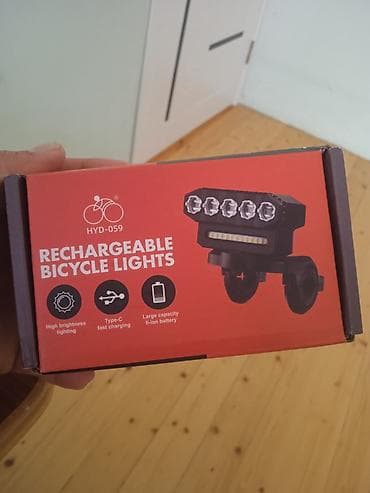 ®
HYD-059
RECHARGEABLE
BICYCLE LIGHTS
High brightness
lighting
Type-C
fast charging
Large capacity
li-ion battery